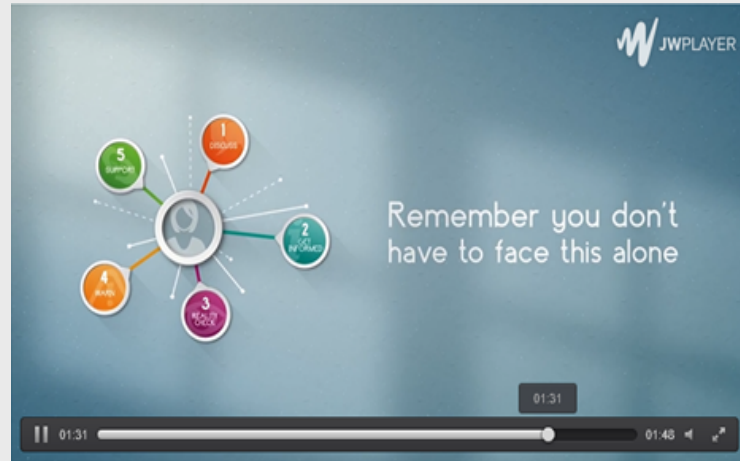 JWPLAYER
1
DISCUSS
5
SUPPORT
2
GET
INFORMED
4
WARN
3
REALITY
CHECK
Remember you don't
have to face this alone
01:31
01:31
01:48